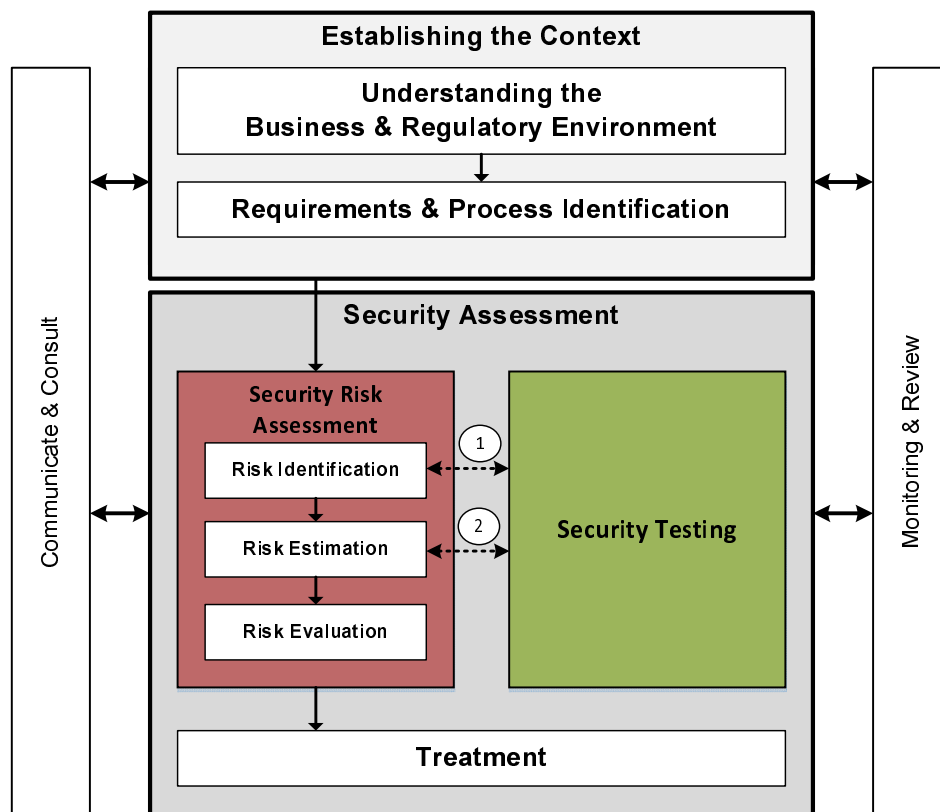 Establishing the Context
Understanding the
Business & Regulatory Environment
Requirements & Process Identification
Communicate & Consult
Monitoring & Review
Security Assessment
Security Risk
Assessment
Risk Identification
1
Risk Estimation
2
Risk Evaluation
Security Testing
Treatment